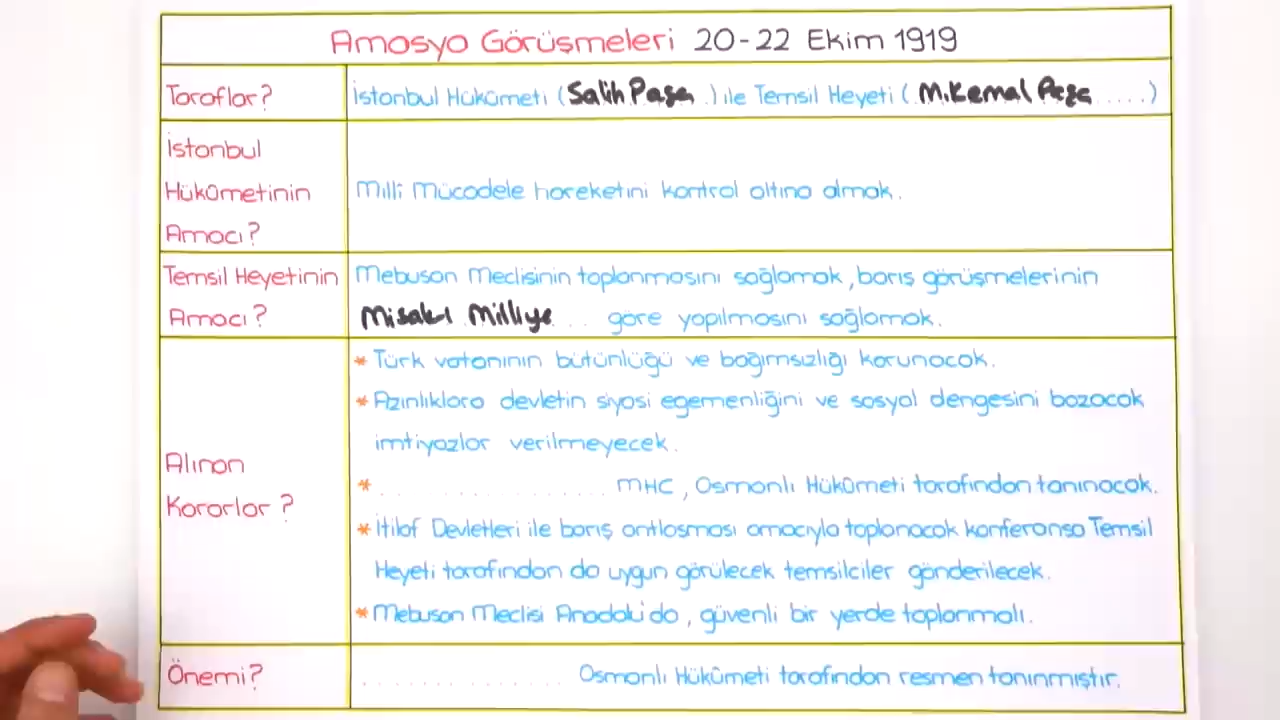 Amasya Görüşmeleri 20-22 Ekim 1919
Taraflar?
İstanbul Hükûmeti (Salih Paşa .) ile Temsil Heyeti ( M.Kemal Paşa .....)
İstanbul
Hükûmetinin
Amacı?
Milli Mücadele hareketini kontrol altına almak.
Temsil Heyetinin
Amacı?
Mebusan Meclisinin toplanmasını sağlamak, barış görüşmelerinin
Misakı Milliye ... göre yapılmasını sağlamak.
Alınan
Kararlar?
* Türk vatanının bütünlüğü ve bağımsızlığı korunacak.
* Azınlıklara devletin siyasi egemenliğini ve sosyal dengesini bozacak
imtiyazlar verilmeyecek.
* ..................... MHC, Osmanlı Hükûmeti tarafından tanınacak.
* İtilaf Devletleri ile barış antlaşması amacıyla toplanacak konferansa Temsil
Heyeti tarafından da uygun görülecek temsilciler gönderilecek.
* Mebusan Meclisi Anadolu'da, güvenli bir yerde toplanmalı.
Önemi?
.................. Osmanlı Hükûmeti tarafından resmen tanınmıştır.